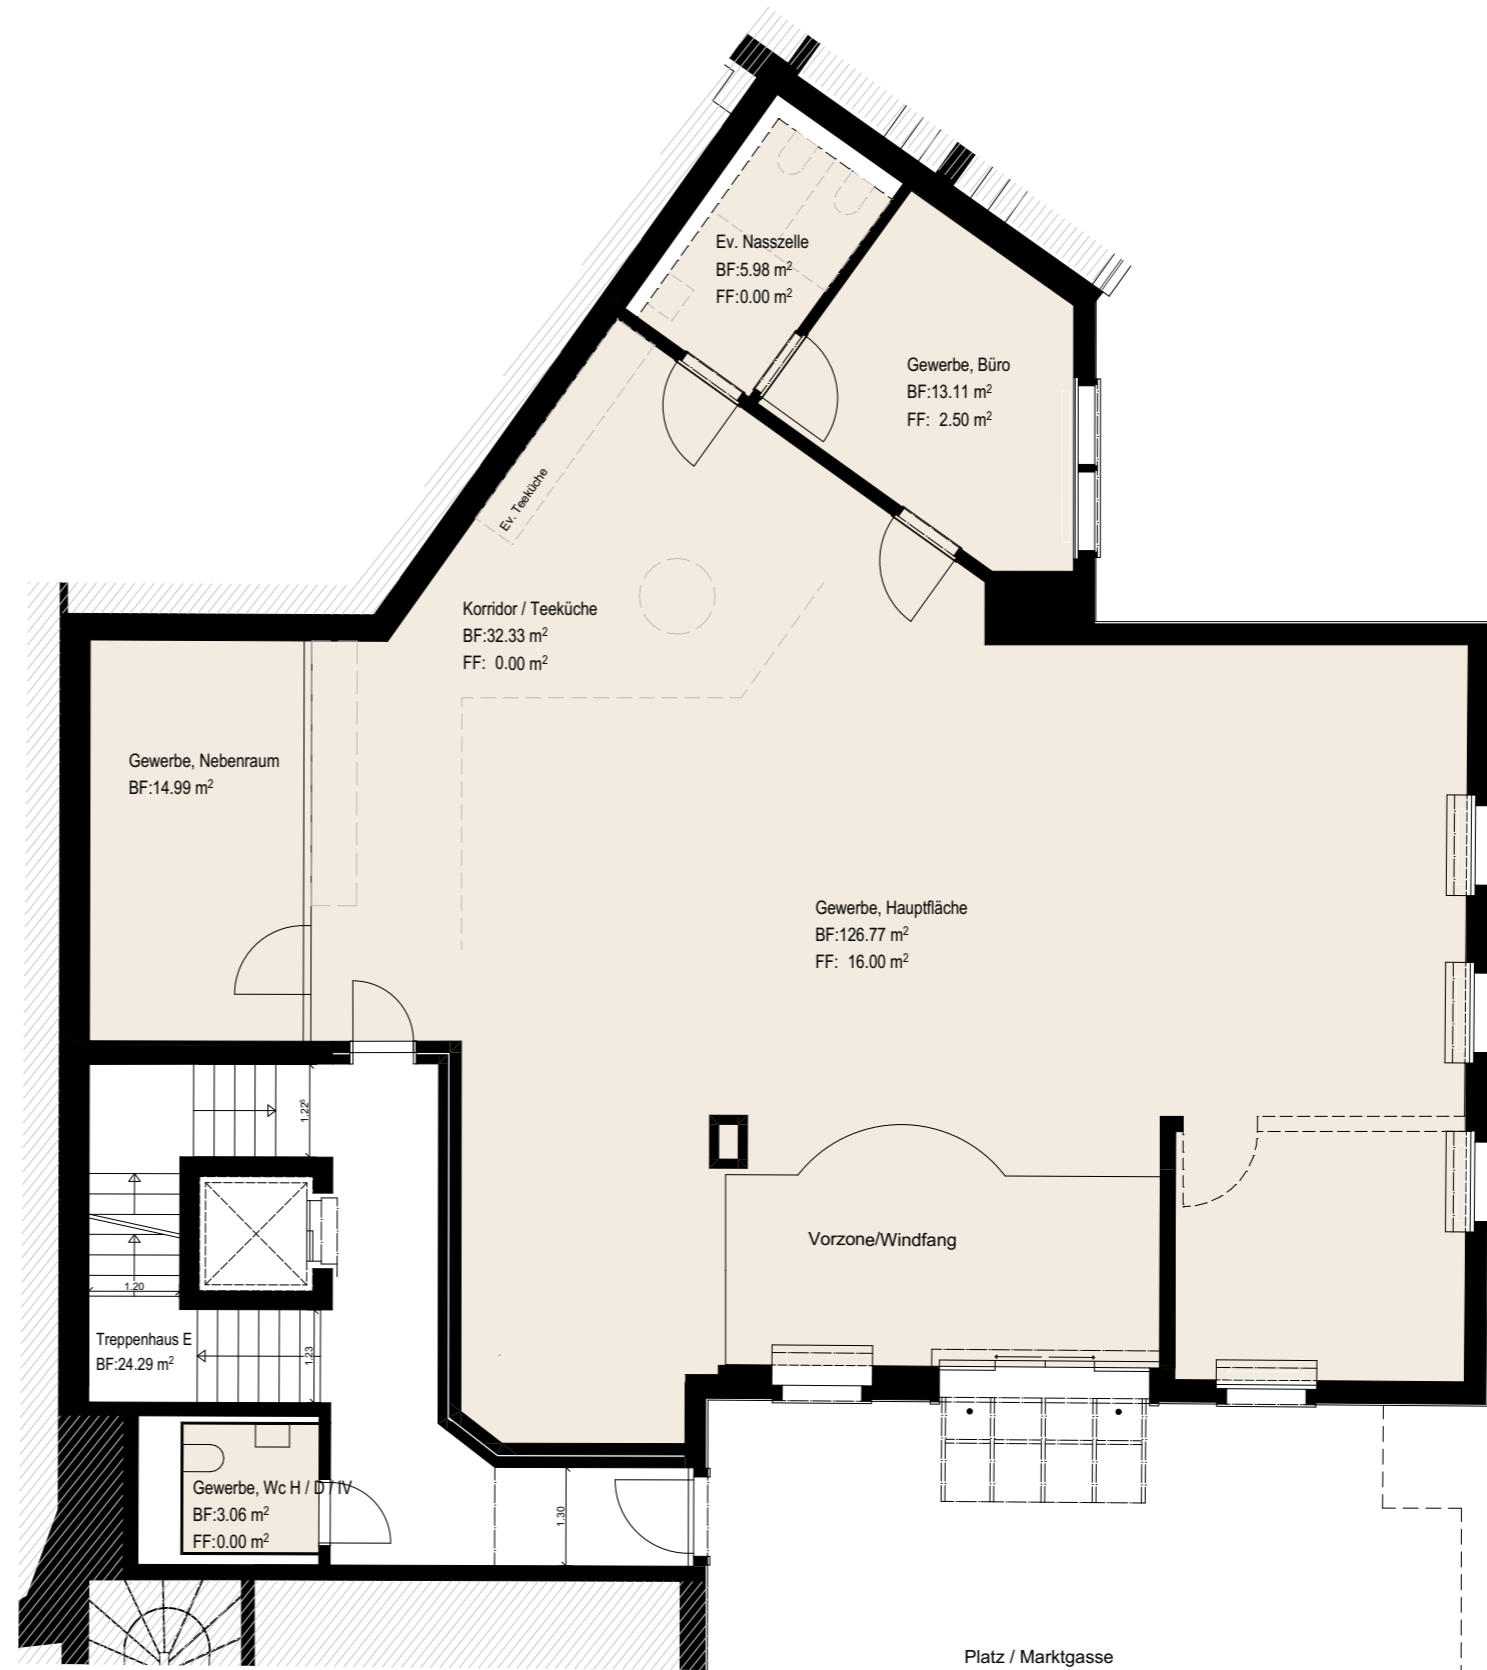 Ev. Nasszelle
BF:5.98 m²
FF:0.00 m²
Gewerbe, Büro
BF:13.11 m²
FF: 2.50 m²
Ev. Teeküche
Korridor / Teeküche
BF:32.33 m²
FF: 0.00 m²
Gewerbe, Nebenraum
BF:14.99 m²
Gewerbe, Hauptfläche
BF:126.77 m²
FF: 16.00 m²
1.22⁵
Vorzone/Windfang
1.20
Treppenhaus E
BF:24.29 m²
1.23
Gewerbe, Wc H / D / IV
BF:3.06 m²
FF:0.00 m²
1.30
Platz / Marktgasse